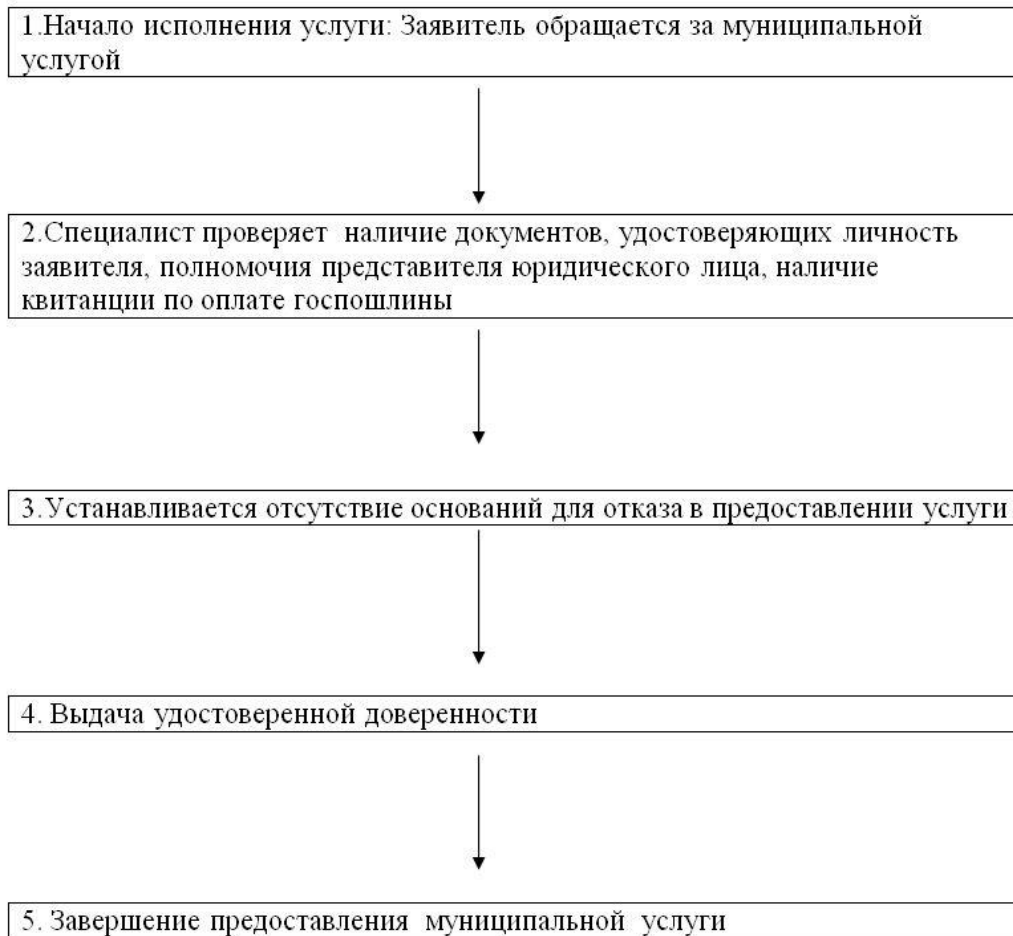 1.Начало исполнения услуги: Заявитель обращается за муниципальной
услугой
2.Специалист проверяет наличие документов, удостоверяющих личность
заявителя, полномочия представителя юридического лица, наличие
квитанции по оплате госпошлины
3.Устанавливается отсутствие оснований для отказа в предоставлении услуги
4. Выдача удостоверенной доверенности
5. Завершение предоставления муниципальной услуги